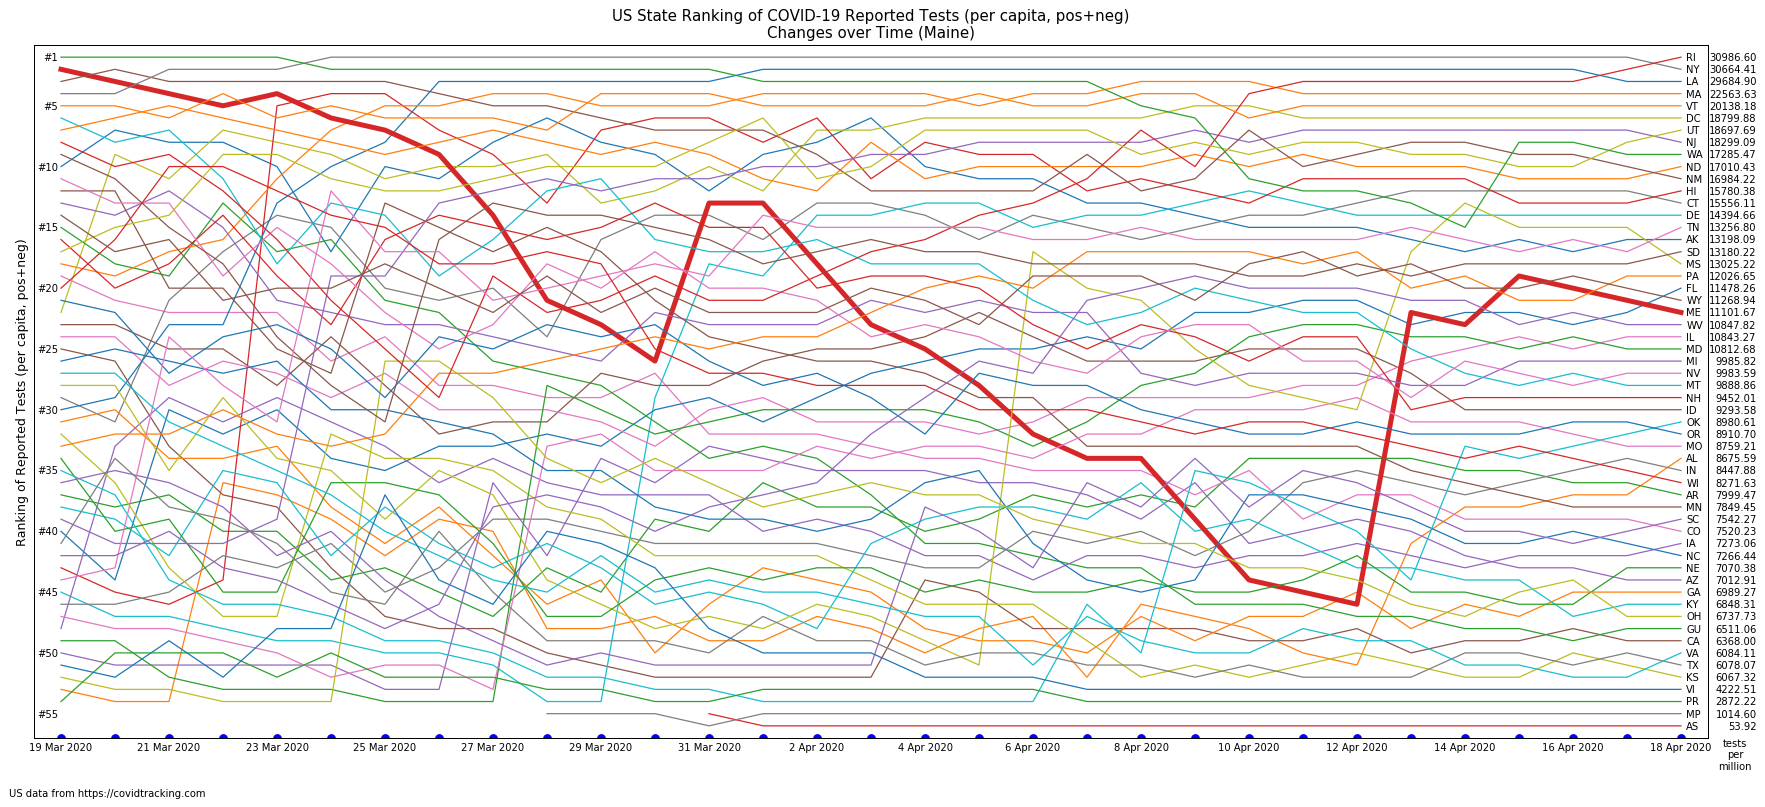 US State Ranking of COVID-19 Reported Tests (per capita, pos+neg)
Changes over Time (Maine)
Ranking of Reported Tests (per capita, pos+neg)
#1
#5
#10
#15
#20
#25
#30
#35
#40
#45
#50
#55
RI 30986.60
NY 30664.41
LA 29684.90
MA 22563.63
VT 20138.18
DC 18799.88
UT 18697.69
NJ 18299.09
WA 17285.47
ND 17010.43
NM 16984.22
HI 15780.38
CT 15556.11
DE 14394.66
TN 13256.80
AK 13198.09
SD 13180.22
MS 13025.22
PA 12026.65
FL 11478.26
WY 11268.94
ME 11101.67
WV 10847.82
IL 10843.27
MD 10812.68
MI 9985.82
NV 9983.59
MT 9888.86
NH 9452.01
ID 9293.58
OK 8980.61
OR 8910.70
MO 8759.21
AL 8675.59
IN 8447.88
WI 8271.63
AR 7999.47
MN 7849.45
SC 7542.27
CO 7520.23
IA 7273.06
NC 7266.44
NE 7070.38
AZ 7012.91
GA 6989.27
KY 6848.31
OH 6737.73
GU 6511.06
CA 6368.00
VA 6084.11
TX 6078.07
KS 6067.32
VI 4222.51
PR 2872.22
MP 1014.60
AS 53.92
19 Mar 2020 21 Mar 2020 23 Mar 2020 25 Mar 2020 27 Mar 2020 29 Mar 2020 31 Mar 2020 2 Apr 2020 4 Apr 2020 6 Apr 2020 8 Apr 2020 10 Apr 2020 12 Apr 2020 14 Apr 2020 16 Apr 2020 18 Apr 2020
tests
per
million
US data from https://covidtracking.com